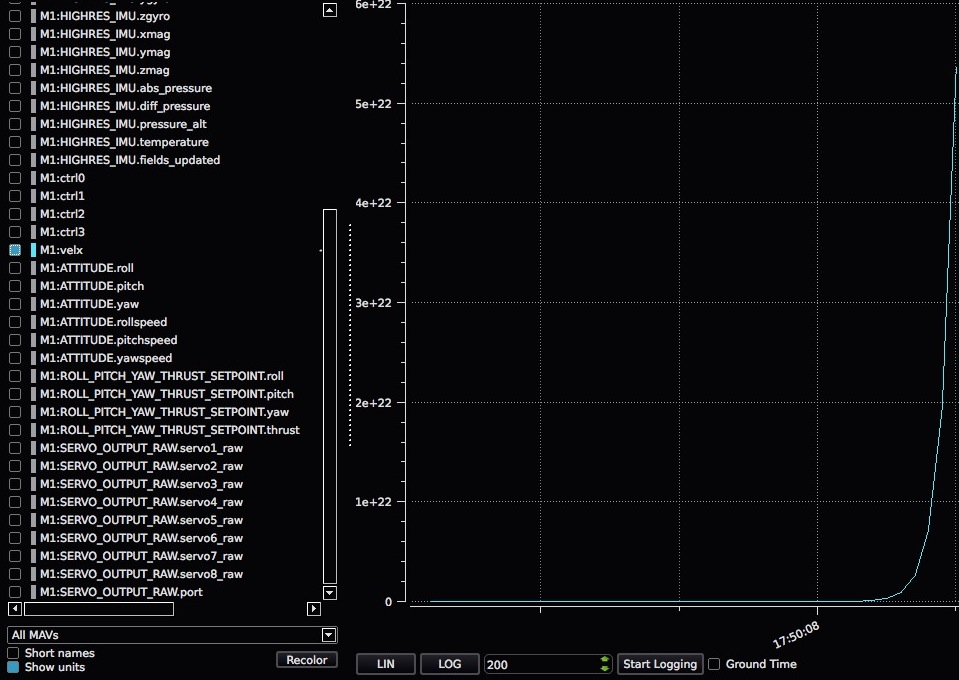 M1:HIGHRES_IMU.zgyro
M1:HIGHRES_IMU.xmag
M1:HIGHRES_IMU.ymag
M1:HIGHRES_IMU.zmag
M1:HIGHRES_IMU.abs_pressure
M1:HIGHRES_IMU.diff_pressure
M1:HIGHRES_IMU.pressure_alt
M1:HIGHRES_IMU.temperature
M1:HIGHRES_IMU.fields_updated
M1:ctrl0
M1:ctrl1
M1:ctrl2
M1:ctrl3
M1:velx
M1:ATTITUDE.roll
M1:ATTITUDE.pitch
M1:ATTITUDE.yaw
M1:ATTITUDE.rollspeed
M1:ATTITUDE.pitchspeed
M1:ATTITUDE.yawspeed
M1:ROLL_PITCH_YAW_THRUST_SETPOINT.roll
M1:ROLL_PITCH_YAW_THRUST_SETPOINT.pitch
M1:ROLL_PITCH_YAW_THRUST_SETPOINT.yaw
M1:ROLL_PITCH_YAW_THRUST_SETPOINT.thrust
M1:SERVO_OUTPUT_RAW.servo1_raw
M1:SERVO_OUTPUT_RAW.servo2_raw
M1:SERVO_OUTPUT_RAW.servo3_raw
M1:SERVO_OUTPUT_RAW.servo4_raw
M1:SERVO_OUTPUT_RAW.servo5_raw
M1:SERVO_OUTPUT_RAW.servo6_raw
M1:SERVO_OUTPUT_RAW.servo7_raw
M1:SERVO_OUTPUT_RAW.servo8_raw
M1:SERVO_OUTPUT_RAW.port
All MAVs
Short names
Show units
Recolor
6e+22
5e+22
4e+22
3e+22
2e+22
1e+22
0
17:50:08
LIN
LOG
200
Start Logging
Ground Time